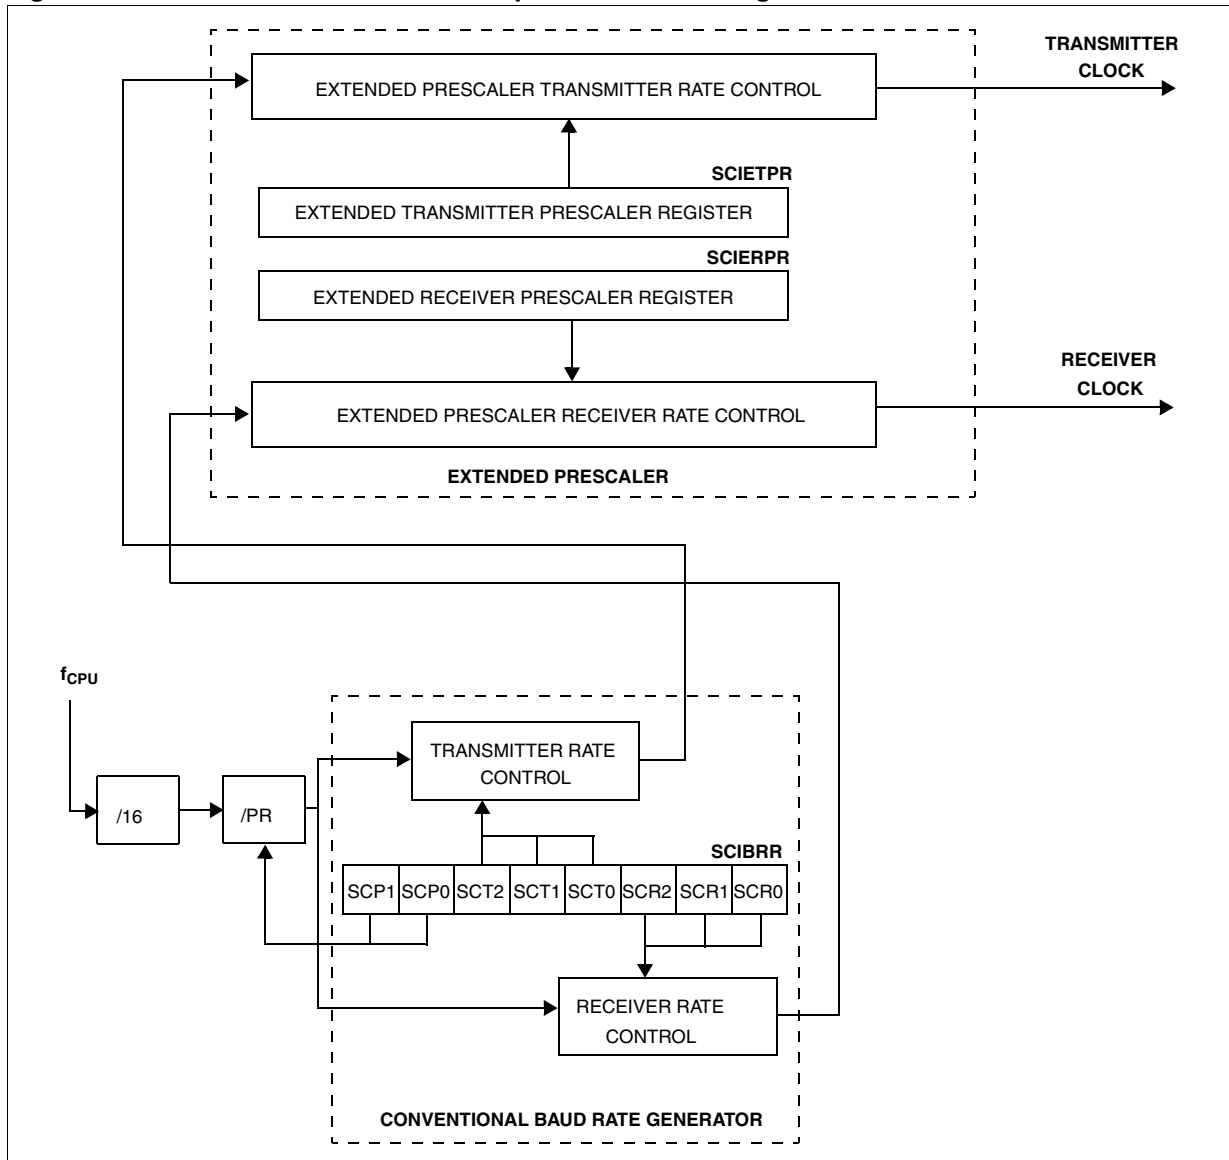 TRANSMITTER
CLOCK
EXTENDED PRESCALER TRANSMITTER RATE CONTROL
SCIETPR
EXTENDED TRANSMITTER PRESCALER REGISTER
SCIERPR
EXTENDED RECEIVER PRESCALER REGISTER
RECEIVER
CLOCK
EXTENDED PRESCALER RECEIVER RATE CONTROL
EXTENDED PRESCALER
fCPU
TRANSMITTER RATE
CONTROL
/16
/PR
SCIBRR
SCP1 SCP0 SCT2 SCT1 SCT0 SCR2 SCR1 SCR0
RECEIVER RATE
CONTROL
CONVENTIONAL BAUD RATE GENERATOR